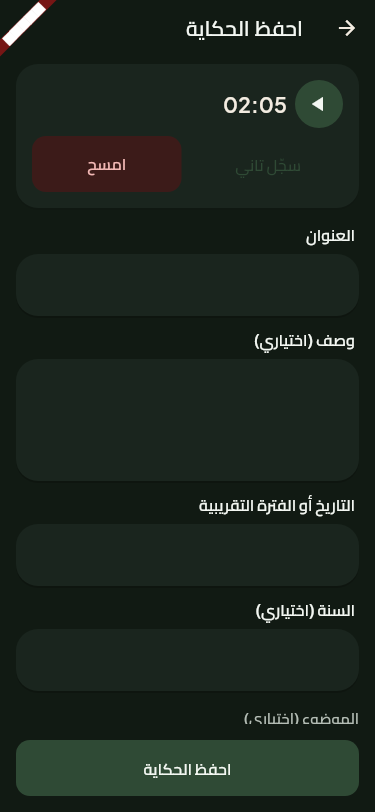 احفظ الحكاية
02:05
سجّل تاني
امسح
العنوان
وصف (اختياري)
التاريخ أو الفترة التقريبية
السنة (اختياري)
الموضوع (اختياري)
احفظ الحكاية